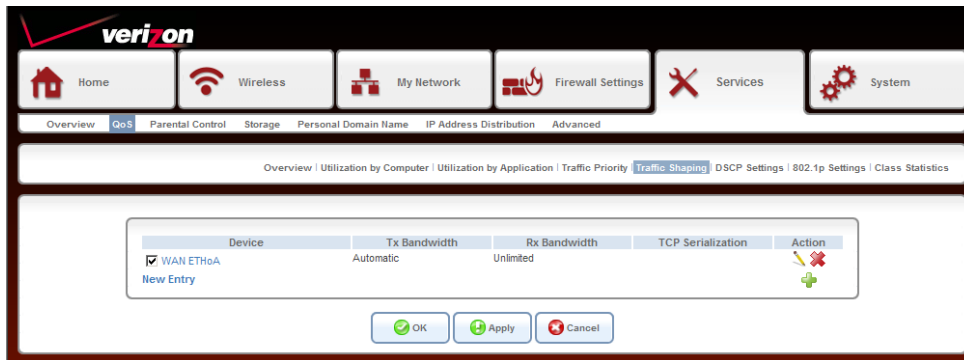 verizon
Home Wireless My Network Firewall Settings Services System
Overview QoS Parental Control Storage Personal Domain Name IP Address Distribution Advanced
Overview | Utilization by Computer | Utilization by Application | Traffic Priority | Traffic Shaping | DSCP Settings | 802.1p Settings | Class Statistics
Device Tx Bandwidth Rx Bandwidth TCP Serialization Action
WAN ETHoA Automatic Unlimited
New Entry
OK Apply Cancel